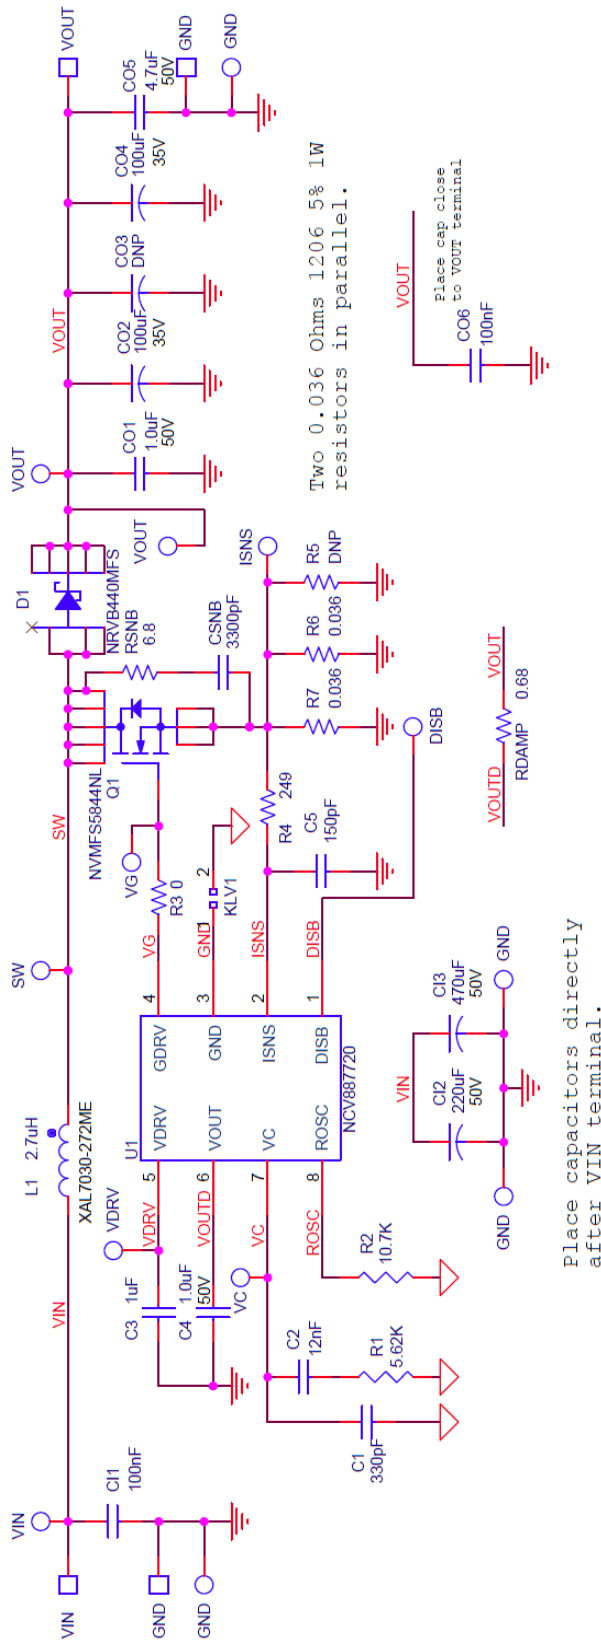 VIN
VIN
CI1
100nF
GND
GND
VIN
L1 2.7uH
XAL7030-272ME
SW
SW
NVMFS5844NL
Q1
D1
NRVB440MFS
RSNB
6.8
CSNB
3300pF
VOUT
VOUT
VOUT
CO1
1.0uF
50V
CO2
100uF
35V
CO3
DNP
CO4
100uF
35V
CO5
4.7uF
50V
VOUT
GND
GND
VDRV
C3
1uF
C4
1.0uF
50V
VDRV
VOUTD
VC
VC
ROSC
5
6
7
8
U1
VDRV
VOUT
VC
ROSC
GDRV
GND
ISNS
DISB
NCV887720
4
3
2
1
VG
GND
ISNS
DISB
VG
R3 0
1
2
KLV1
R4
249
C5
150pF
ISNS
R7
0.036
R6
0.036
R5
DNP
DISB
C1
330pF
C2
12nF
R1
5.62K
R2
10.7K
Two 0.036 Ohms 1206 5% 1W
resistors in parallel.
VIN
CI2
220uF
50V
CI3
470uF
50V
GND
GND
Place capacitors directly
after VIN terminal.
VOUTD
VOUT
RDAMP
0.68
VOUT
Place cap close
to VOUT terminal
CO6
100nF